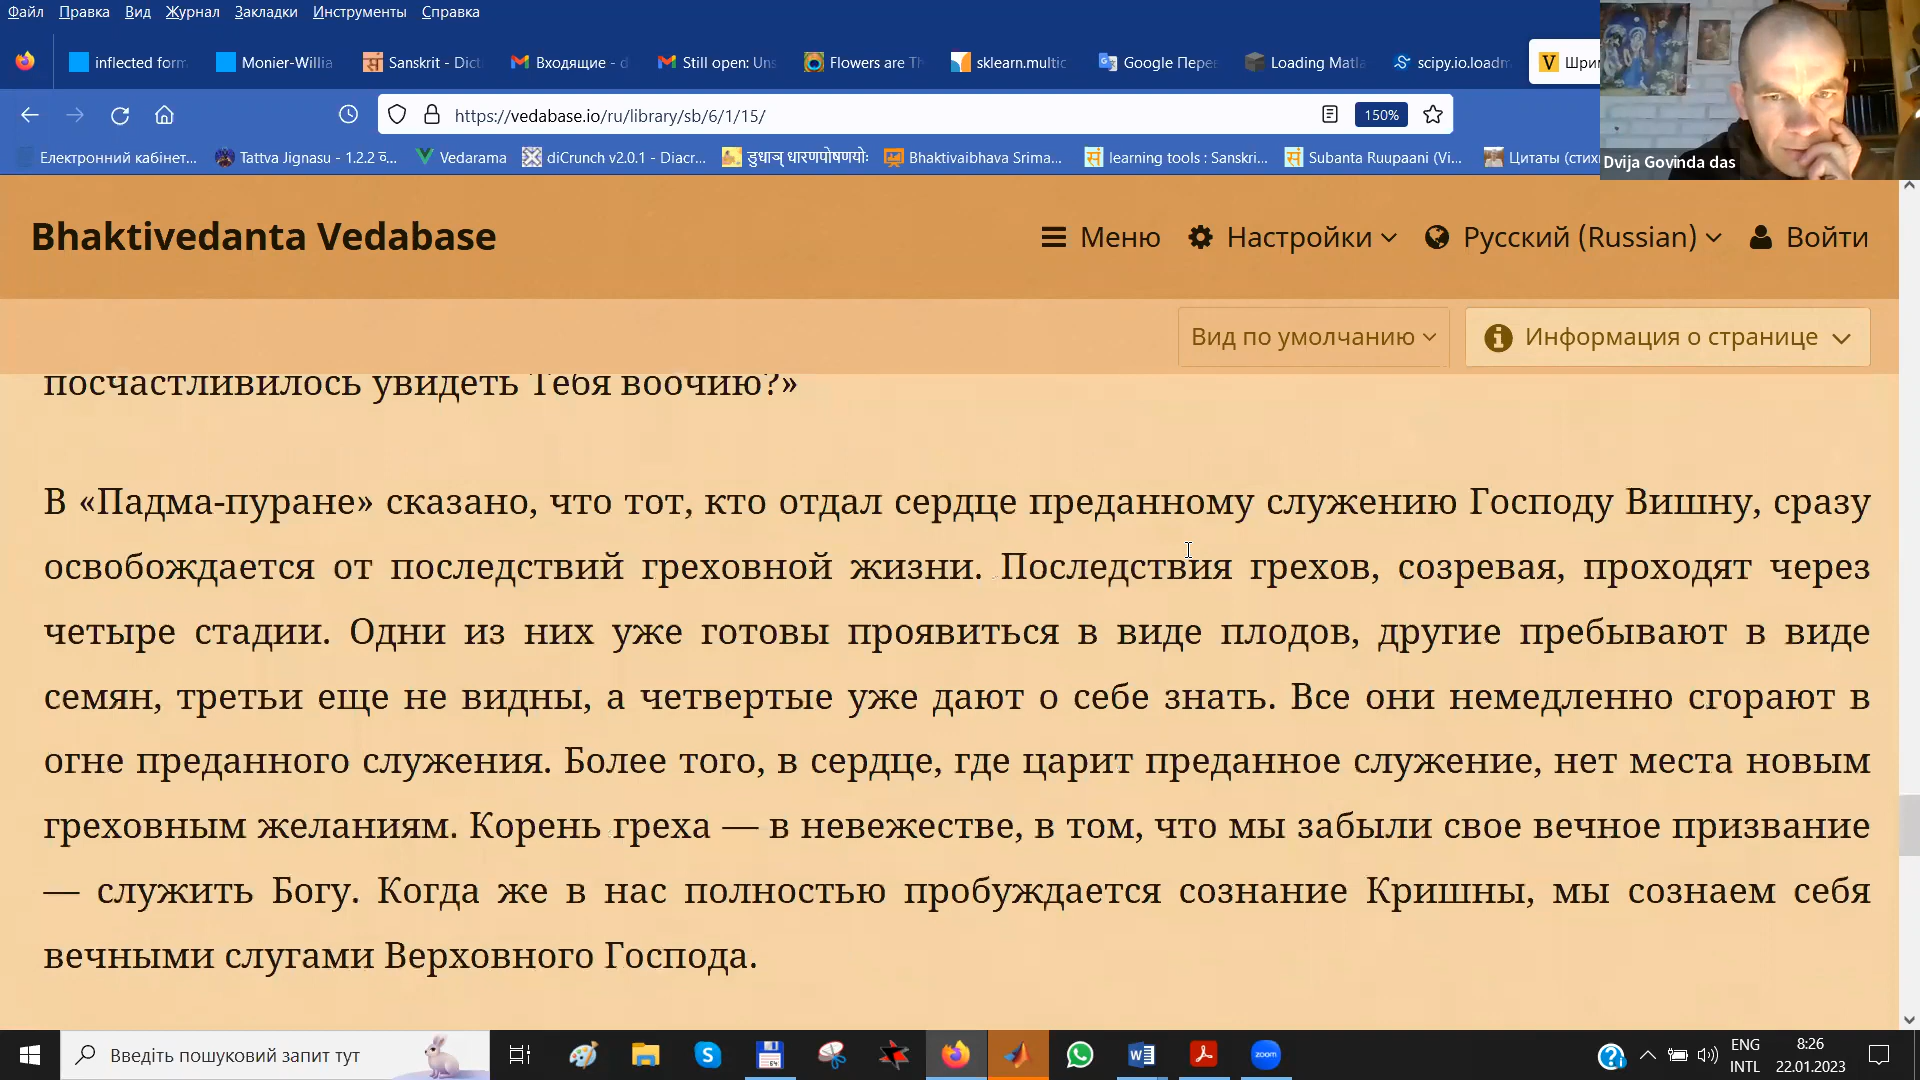 Файл Правка Вид Журнал Закладки Инструменты Справка
inflected form
Monier-Willia
Sanskrit - Dict
Входящие - d
Still open: Uns
Flowers are Th
sklearn.multic
Google Пере
Loading Matla
scipy.io.loadm
Шрим
https://vedabase.io/ru/library/sb/6/1/15/
150%
Електронний кабінет...
Tattva Jignasu - 1.2.2
Vedarama
diCrunch v2.0.1 - Diacr...
डुधाञ् धारणपोषणयोः
Bhaktivaibhava Srima...
learning tools : Sanskri...
Subanta Ruupaani (Vi...
Цитаты (стих
Dvija Govinda das
Bhaktivedanta Vedabase
Меню Настройки Русский (Russian) Войти
Вид по умолчанию Информация о странице
посчастливилось увидеть Тебя воочию?»
В «Падма-пуране» сказано, что тот, кто отдал сердце преданному служению Господу Вишну, сразу
освобождается от последствий греховной жизни. Последствия грехов, созревая, проходят через
четыре стадии. Одни из них уже готовы проявиться в виде плодов, другие пребывают в виде
семян, третьи еще не видны, а четвертые уже дают о себе знать. Все они немедленно сгорают в
огне преданного служения. Более того, в сердце, где царит преданное служение, нет места новым
греховным желаниям. Корень греха — в невежестве, в том, что мы забыли свое вечное призвание
— служить Богу. Когда же в нас полностью пробуждается сознание Кришны, мы сознаем себя
вечными слугами Верховного Господа.
Введіть пошуковий запит тут
zoom
ENG
INTL
8:26
22.01.2023